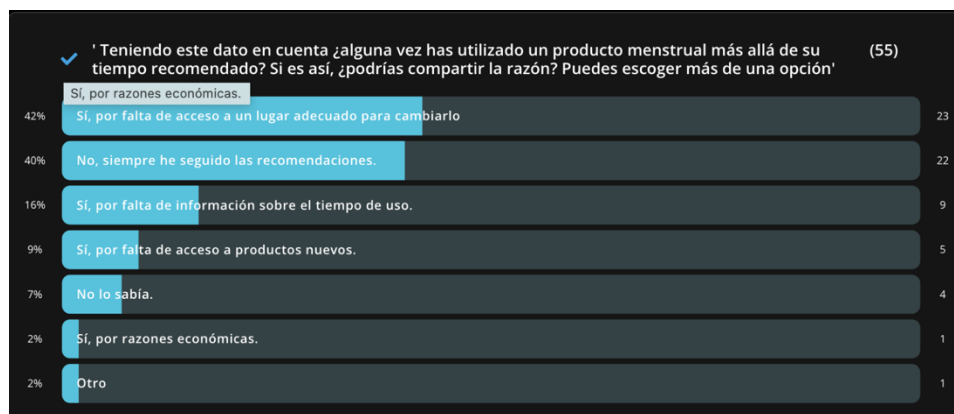 ' Teniendo este dato en cuenta ¿alguna vez has utilizado un producto menstrual más allá de su
tiempo recomendado? Si es así, ¿podrías compartir la razón? Puedes escoger más de una opción'
(55)
Sí, por razones económicas.
42% Sí, por falta de acceso a un lugar adecuado para cambiarlo 23
40% No, siempre he seguido las recomendaciones. 22
16% Sí, por falta de información sobre el tiempo de uso. 9
9% Sí, por falta de acceso a productos nuevos. 5
7% No lo sabía. 4
2% Sí, por razones económicas. 1
2% Otro 1